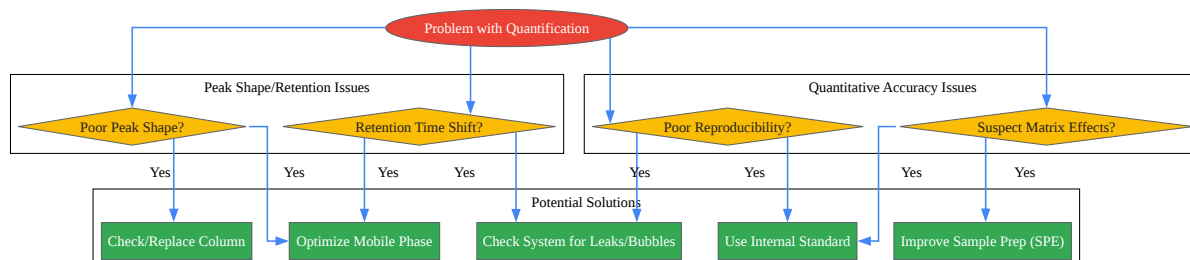 Problem with Quantification
Peak Shape/Retention Issues
Quantitative Accuracy Issues
Poor Peak Shape?
Retention Time Shift?
Poor Reproducibility?
Suspect Matrix Effects?
Yes
Yes
Yes
Yes
Yes
Yes
Yes
Yes
Potential Solutions
Check/Replace Column
Optimize Mobile Phase
Check System for Leaks/Bubbles
Use Internal Standard
Improve Sample Prep (SPE)